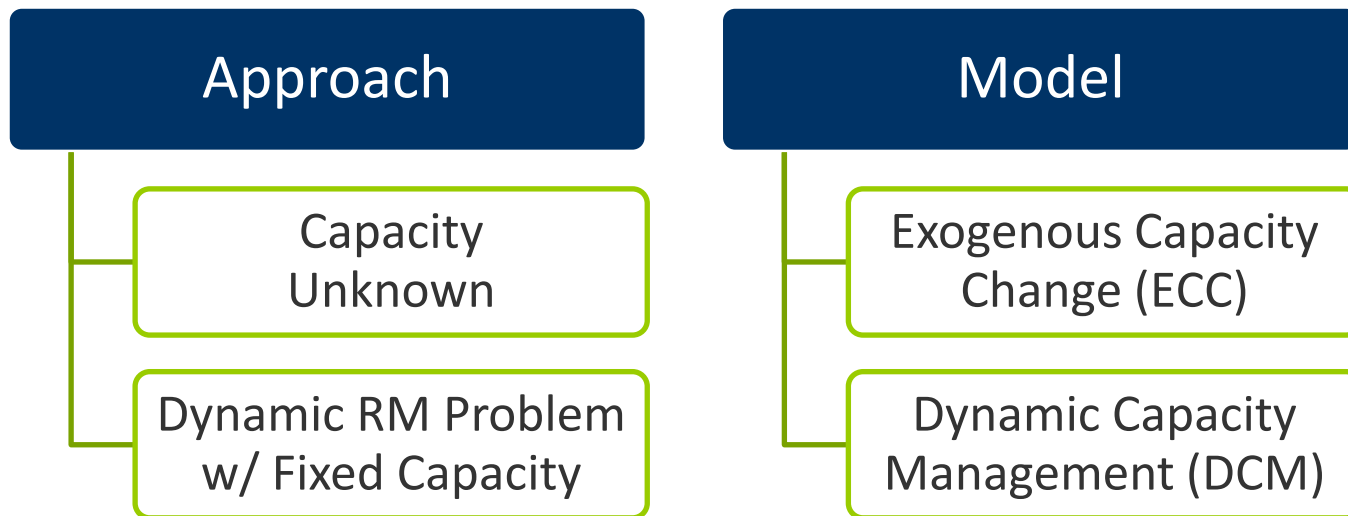 Approach
Capacity
Unknown
Dynamic RM Problem
w/ Fixed Capacity
Model
Exogenous Capacity
Change (ECC)
Dynamic Capacity
Management (DCM)